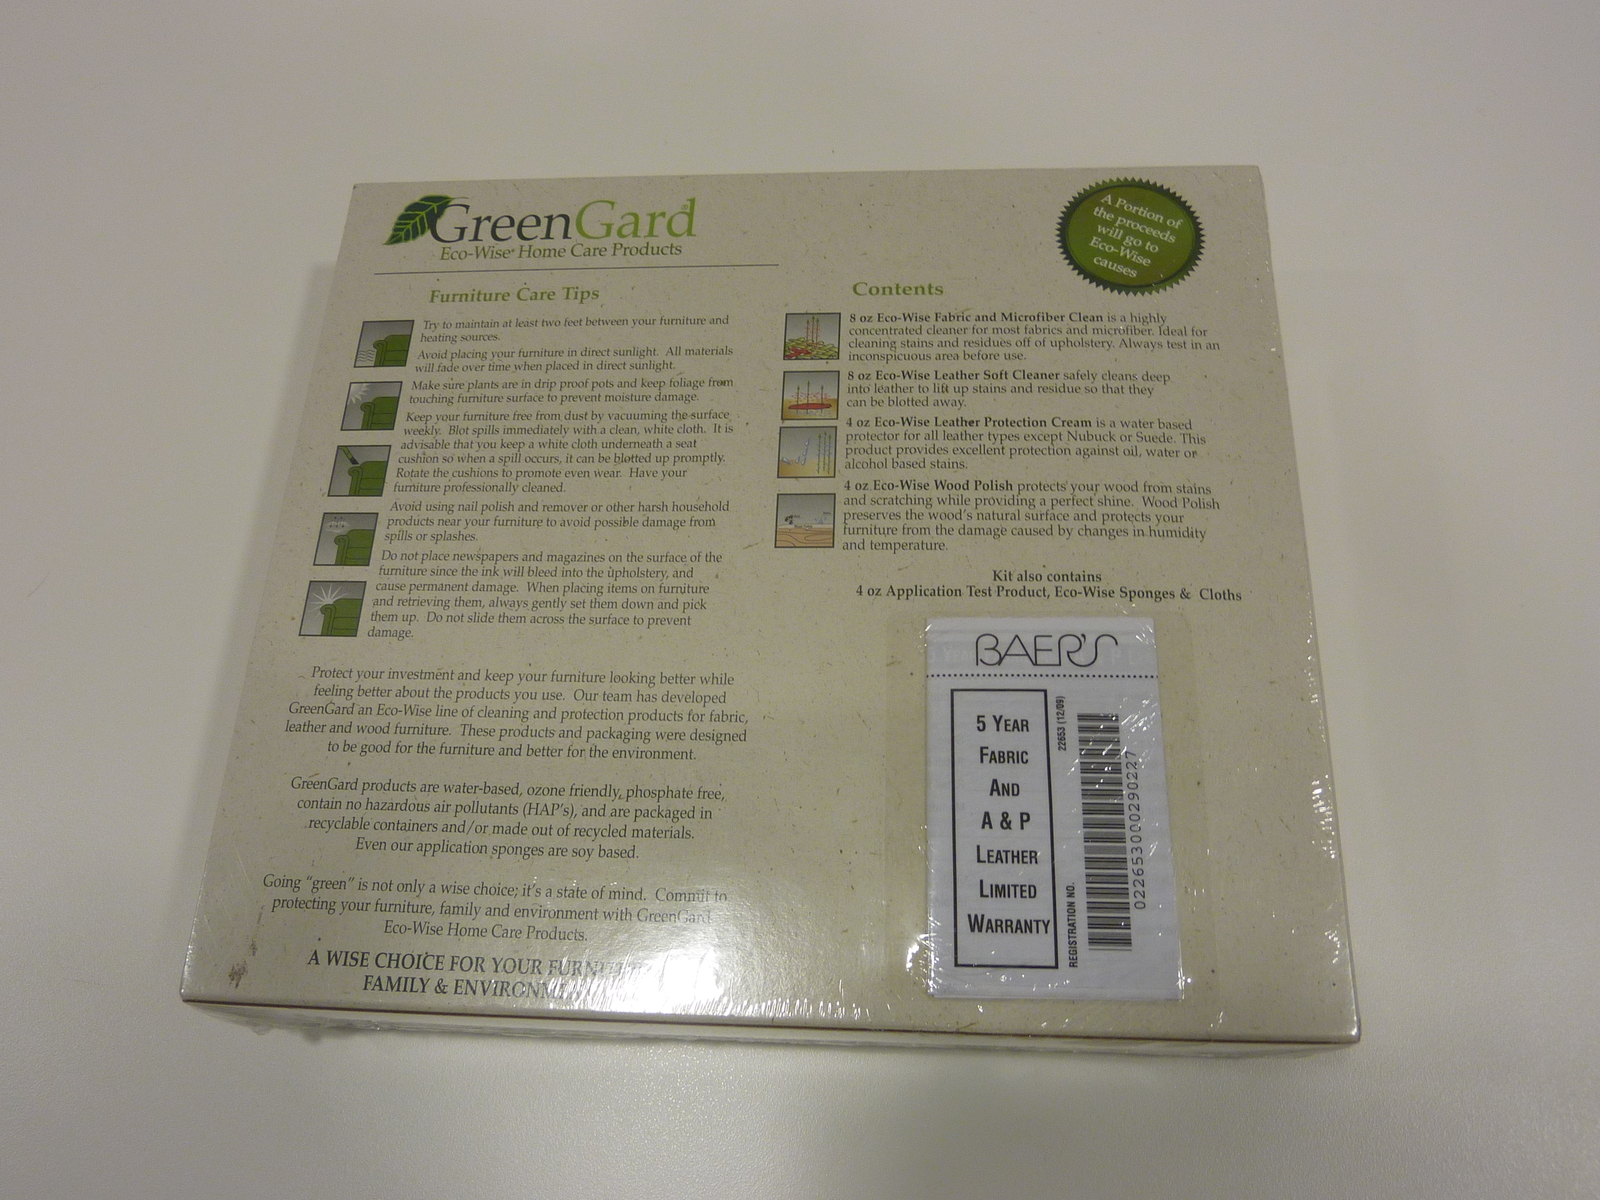 GreenGard
Eco-Wise® Home Care Products
A Portion of
the proceeds
will go to
Eco-Wise
causes
Furniture Care Tips
Try to maintain at least two feet between your furniture and
heating sources.
Avoid placing your furniture in direct sunlight. All materials
will fade over time when placed in direct sunlight.
Make sure plants are in drip proof pots and keep foliage from
touching furniture surface to prevent moisture damage.
Keep your furniture free from dust by vacuuming the surface
weekly. Blot spills immediately with a clean, white cloth. It is
advisable that you keep a white cloth underneath a seat
cushion so when a spill occurs, it can be blotted up promptly.
Rotate the cushions to promote even wear. Have your
furniture professionally cleaned.
Avoid using nail polish and remover or other harsh household
products near your furniture to avoid possible damage from
spills or splashes.
Do not place newspapers and magazines on the surface of the
furniture since the ink will bleed into the upholstery, and
cause permanent damage. When placing items on furniture
and retrieving them, always gently set them down and pick
them up. Do not slide them across the surface to prevent
damage.
Protect your investment and keep your furniture looking better while
feeling better about the products you use. Our team has developed
GreenGard an Eco-Wise line of cleaning and protection products for fabric,
leather and wood furniture. These products and packaging were designed
to be good for the furniture and better for the environment.
GreenGard products are water-based, ozone friendly, phosphate free,
contain no hazardous air pollutants (HAP's), and are packaged in
recyclable containers and/or made out of recycled materials.
Even our application sponges are soy based.
Going "green" is not only a wise choice; it's a state of mind. Commit to
protecting your furniture, family and environment with GreenGard
Eco-Wise Home Care Products.
A WISE CHOICE FOR YOUR
FAMILY &
Contents
8 oz Eco-Wise Fabric and Microfiber Clean is a highly
concentrated cleaner for most fabrics and microfiber. Ideal for
cleaning stains and residues off of upholstery. Always test in an
inconspicuous area before use.
8 oz Eco-Wise Leather Soft Cleaner safely cleans deep
into leather to lift up stains and residue so that they
can be blotted away.
4 oz Eco-Wise Leather Protection Cream is a water based
protector for all leather types except Nubuck or Suede. This
product provides excellent protection against oil, water or
alcohol based stains.
4 oz Eco-Wise Wood Polish protects your wood from stains
and scratching while providing a perfect shine. Wood Polish
preserves the wood's natural surface and protects your
furniture from the damage caused by changes in humidity
and temperature.
Kit also contains
4 oz Application Test Product, Eco-Wise Sponges & Cloths
BAER'S
5 YEAR
FABRIC
AND
A & P
LEATHER
LIMITED
WARRANTY
22653 (12/09)
REGISTRATION NO.
0226530000290227